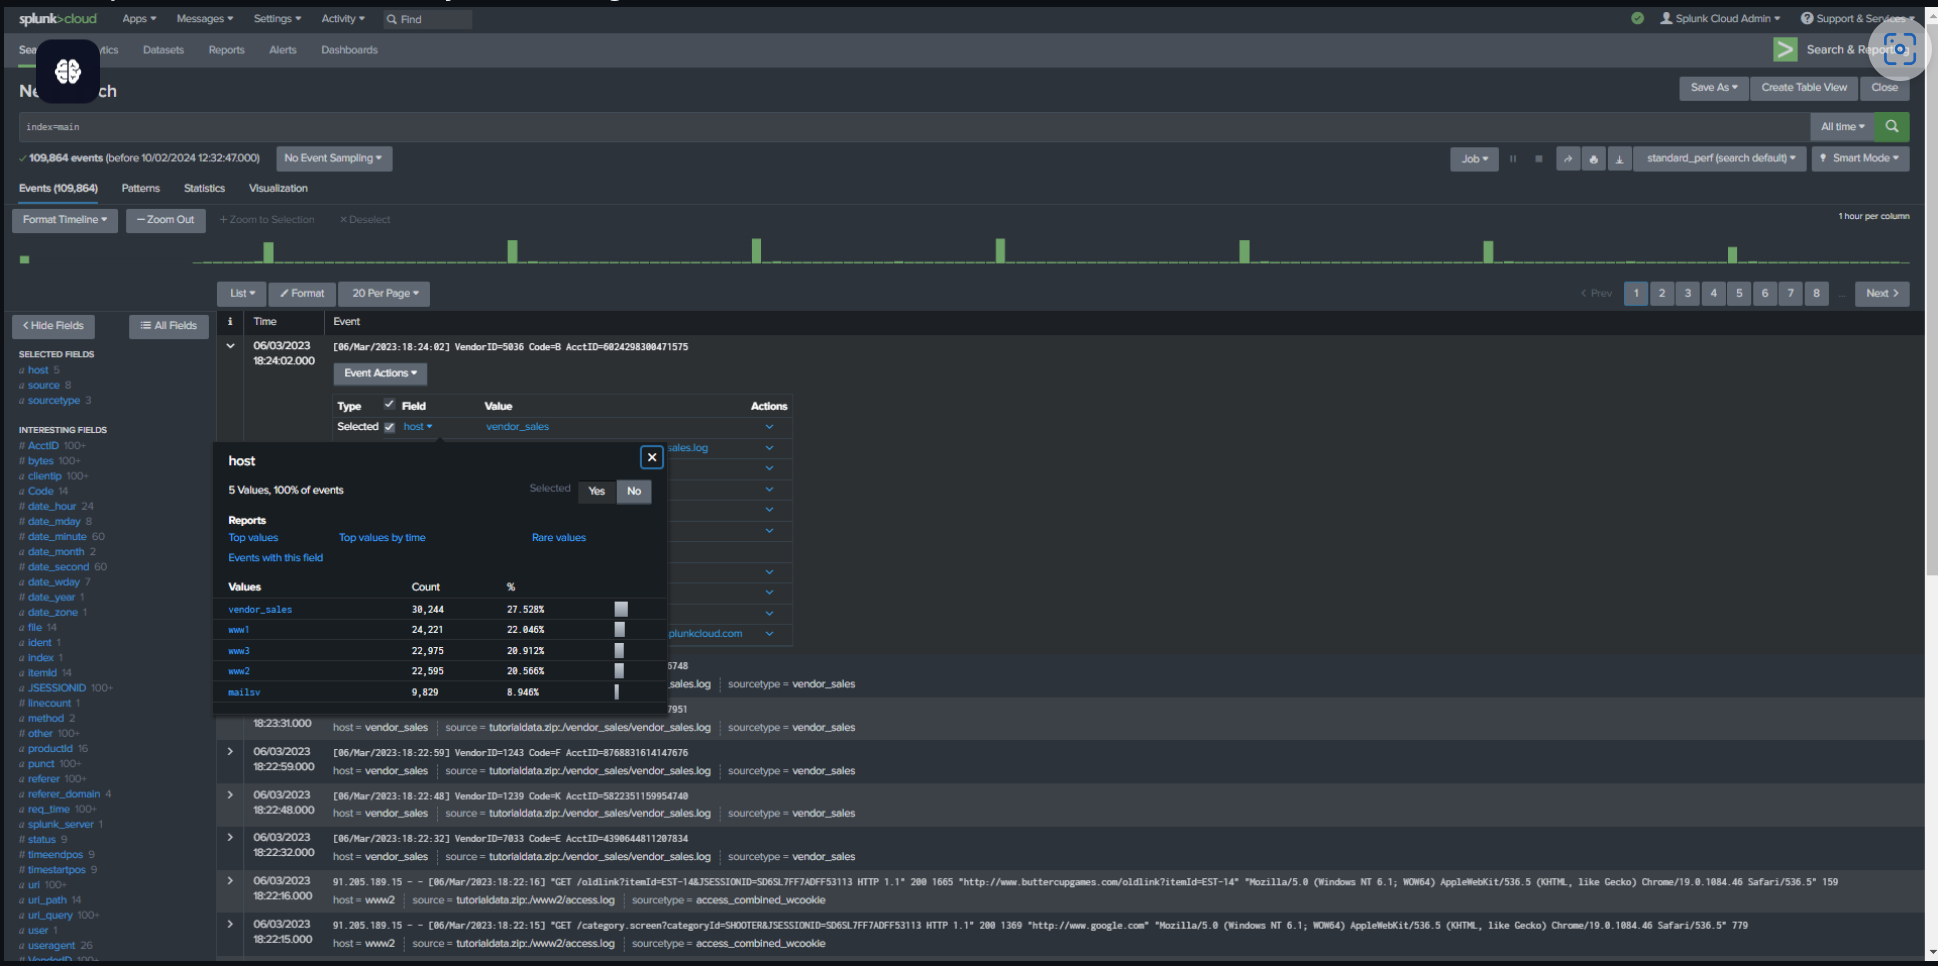 splunk>cloud Apps Messages Settings Activity Find Splunk Cloud Admin Support & Services
Datasets Reports Alerts Dashboards Search & Reporting
Save As Create Table View Close
index=main All time
109,864 events (before 10/02/2024 12:32:47.000) No Event Sampling Job standard_perf (search default) Smart Mode
Events (109,864) Patterns Statistics Visualization
Format Timeline — Zoom Out + Zoom to Selection × Deselect 1 hour per column
List Format 20 Per Page < Prev 1 2 3 4 5 6 7 8 ... Next >
< Hide Fields All Fields
SELECTED FIELDS
a host 5
a source 8
a sourcetype 3
INTERESTING FIELDS
# AcctID 100+
# bytes 100+
a clientip 100+
a Code 14
# date_hour 24
# date_mday 8
# date_minute 60
a date_month 2
# date_second 60
a date_wday 7
# date_year 1
a date_zone 1
a file 14
a ident 1
a index 1
a itemId 14
a JSESSIONID 100+
# linecount 1
a method 2
# other 100+
a productId 16
a punct 100+
a referer 100+
a referer_domain 4
a req_time 100+
a splunk_server 1
# status 9
# timeendpos 9
# timestartpos 9
a uri 100+
a uri_path 14
a uri_query 100+
a user 1
a useragent 26
# VendorID 100+
i Time Event
06/03/2023 18:24:02.000
[06/Mar/2023:18:24:02] VendorID=5036 Code=B AcctID=6024298300471575
Event Actions
Type Field Value Actions
Selected host vendor_sales
sales.log
splunkcloud.com
host
5 Values, 100% of events Selected Yes No
Reports
Top values Top values by time Rare values
Events with this field
Values Count %
vendor_sales 30,244 27.528%
www1 24,221 22.046%
www3 22,975 20.912%
www2 22,595 20.566%
mailsv 9,829 8.946%
6748
_sales.log sourcetype = vendor_sales
7951
18:23:31.000 host = vendor_sales source = tutorialdata.zip:./vendor_sales/vendor_sales.log sourcetype = vendor_sales
06/03/2023 [06/Mar/2023:18:22:59] VendorID=1243 Code=F AcctID=8768831614147676
18:22:59.000 host = vendor_sales source = tutorialdata.zip:./vendor_sales/vendor_sales.log sourcetype = vendor_sales
06/03/2023 [06/Mar/2023:18:22:48] VendorID=1239 Code=K AcctID=5822351159954740
18:22:48.000 host = vendor_sales source = tutorialdata.zip:./vendor_sales/vendor_sales.log sourcetype = vendor_sales
06/03/2023 [06/Mar/2023:18:22:32] VendorID=7033 Code=E AcctID=4390644811207834
18:22:32.000 host = vendor_sales source = tutorialdata.zip:./vendor_sales/vendor_sales.log sourcetype = vendor_sales
06/03/2023 91.205.189.15 - - [06/Mar/2023:18:22:16] "GET /oldlink?itemId=EST-14&JSESSIONID=SD6SL7FF7ADFF53113 HTTP 1.1" 200 1665 "http://www.buttercupgames.com/oldlink?itemId=EST-14" "Mozilla/5.0 (Windows NT 6.1; WOW64) AppleWebKit/536.5 (KHTML, like Gecko) Chrome/19.0.1084.46 Safari/536.5" 159
18:22:16.000 host = www2 source = tutorialdata.zip:./www2/access.log sourcetype = access_combined_wcookie
06/03/2023 91.205.189.15 - - [06/Mar/2023:18:22:15] "GET /category.screen?categoryId=SHOOTER&JSESSIONID=SD6SL7FF7ADFF53113 HTTP 1.1" 200 1369 "http://www.google.com" "Mozilla/5.0 (Windows NT 6.1; WOW64) AppleWebKit/536.5 (KHTML, like Gecko) Chrome/19.0.1084.46 Safari/536.5" 779
18:22:15.000 host = www2 source = tutorialdata.zip:./www2/access.log sourcetype = access_combined_wcookie